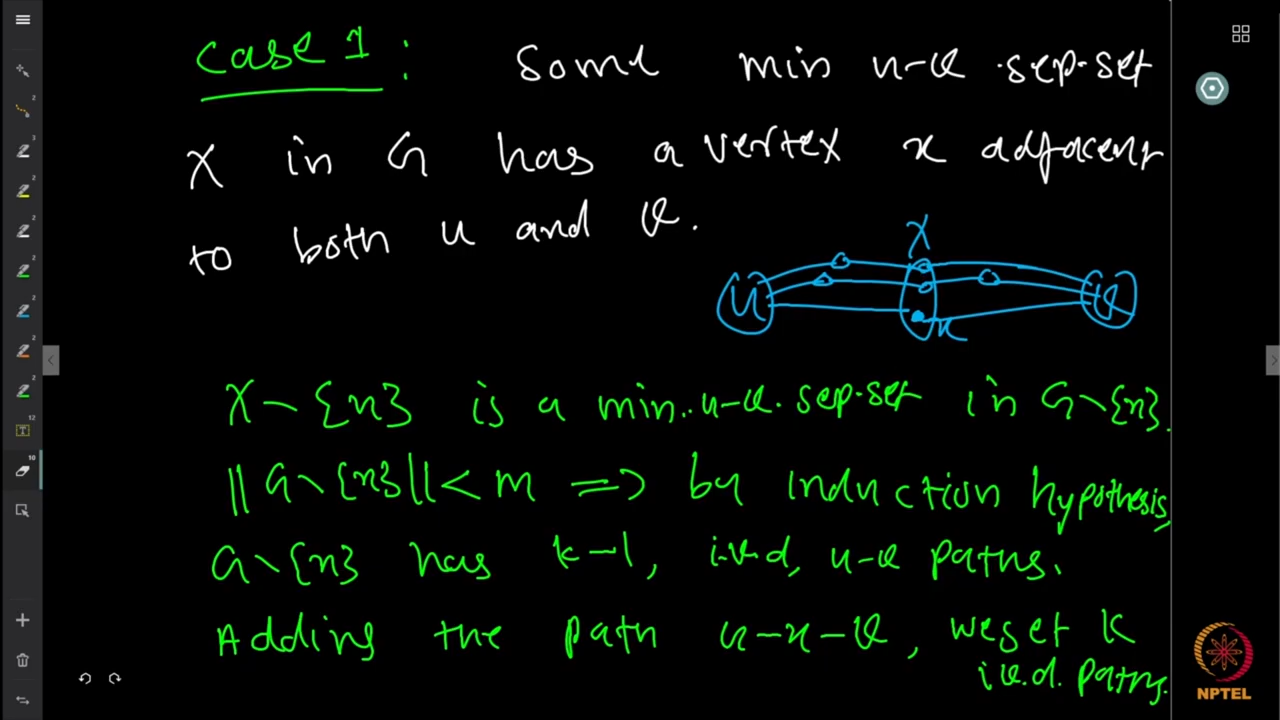 Case 1 : Some min u-v sep. set
X in G has a vertex x adjacent
to both u and v.
X
u v
x
X \ {x} is a min. u-v. sep. set in G \ {x}.
||G \ {x}|| < m => by induction hypothesis,
G \ {x} has k-1, i.v.d, u-v paths.
Adding the path u-x-v, we get k
i.v.d. paths.
NPTEL